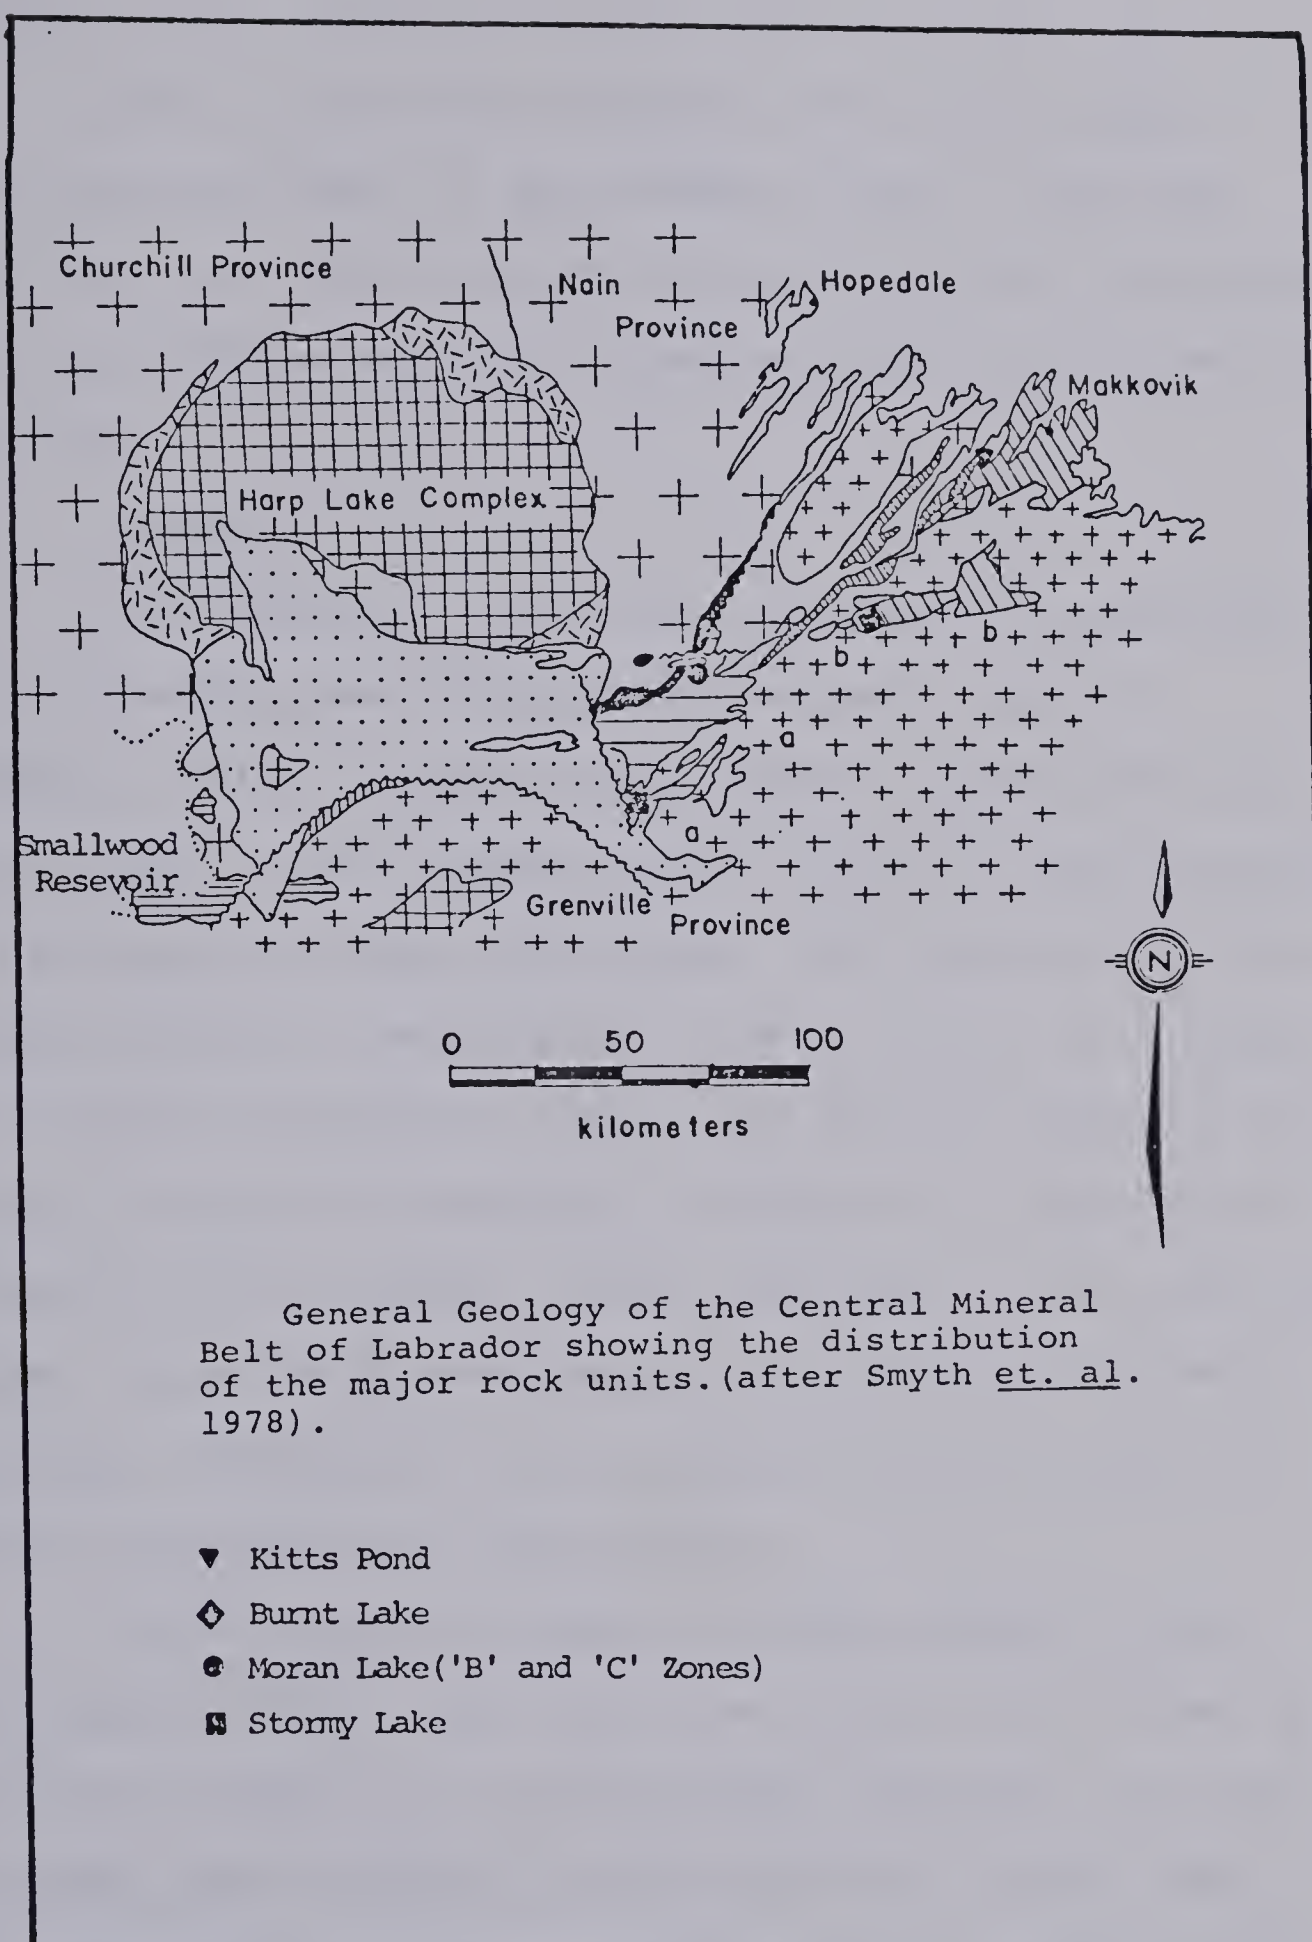 Churchill Province
Nain
Province
Hopedale
Makkovik
Harp Lake Complex
b
b
a
a
Smallwood
Resevoir
Grenville
Province
N
0 50 100
kilometers
General Geology of the Central Mineral
Belt of Labrador showing the distribution
of the major rock units.(after Smyth et. al.
1978).
Kitts Pond
Burnt Lake
Moran Lake('B' and 'C' Zones)
Stormy Lake